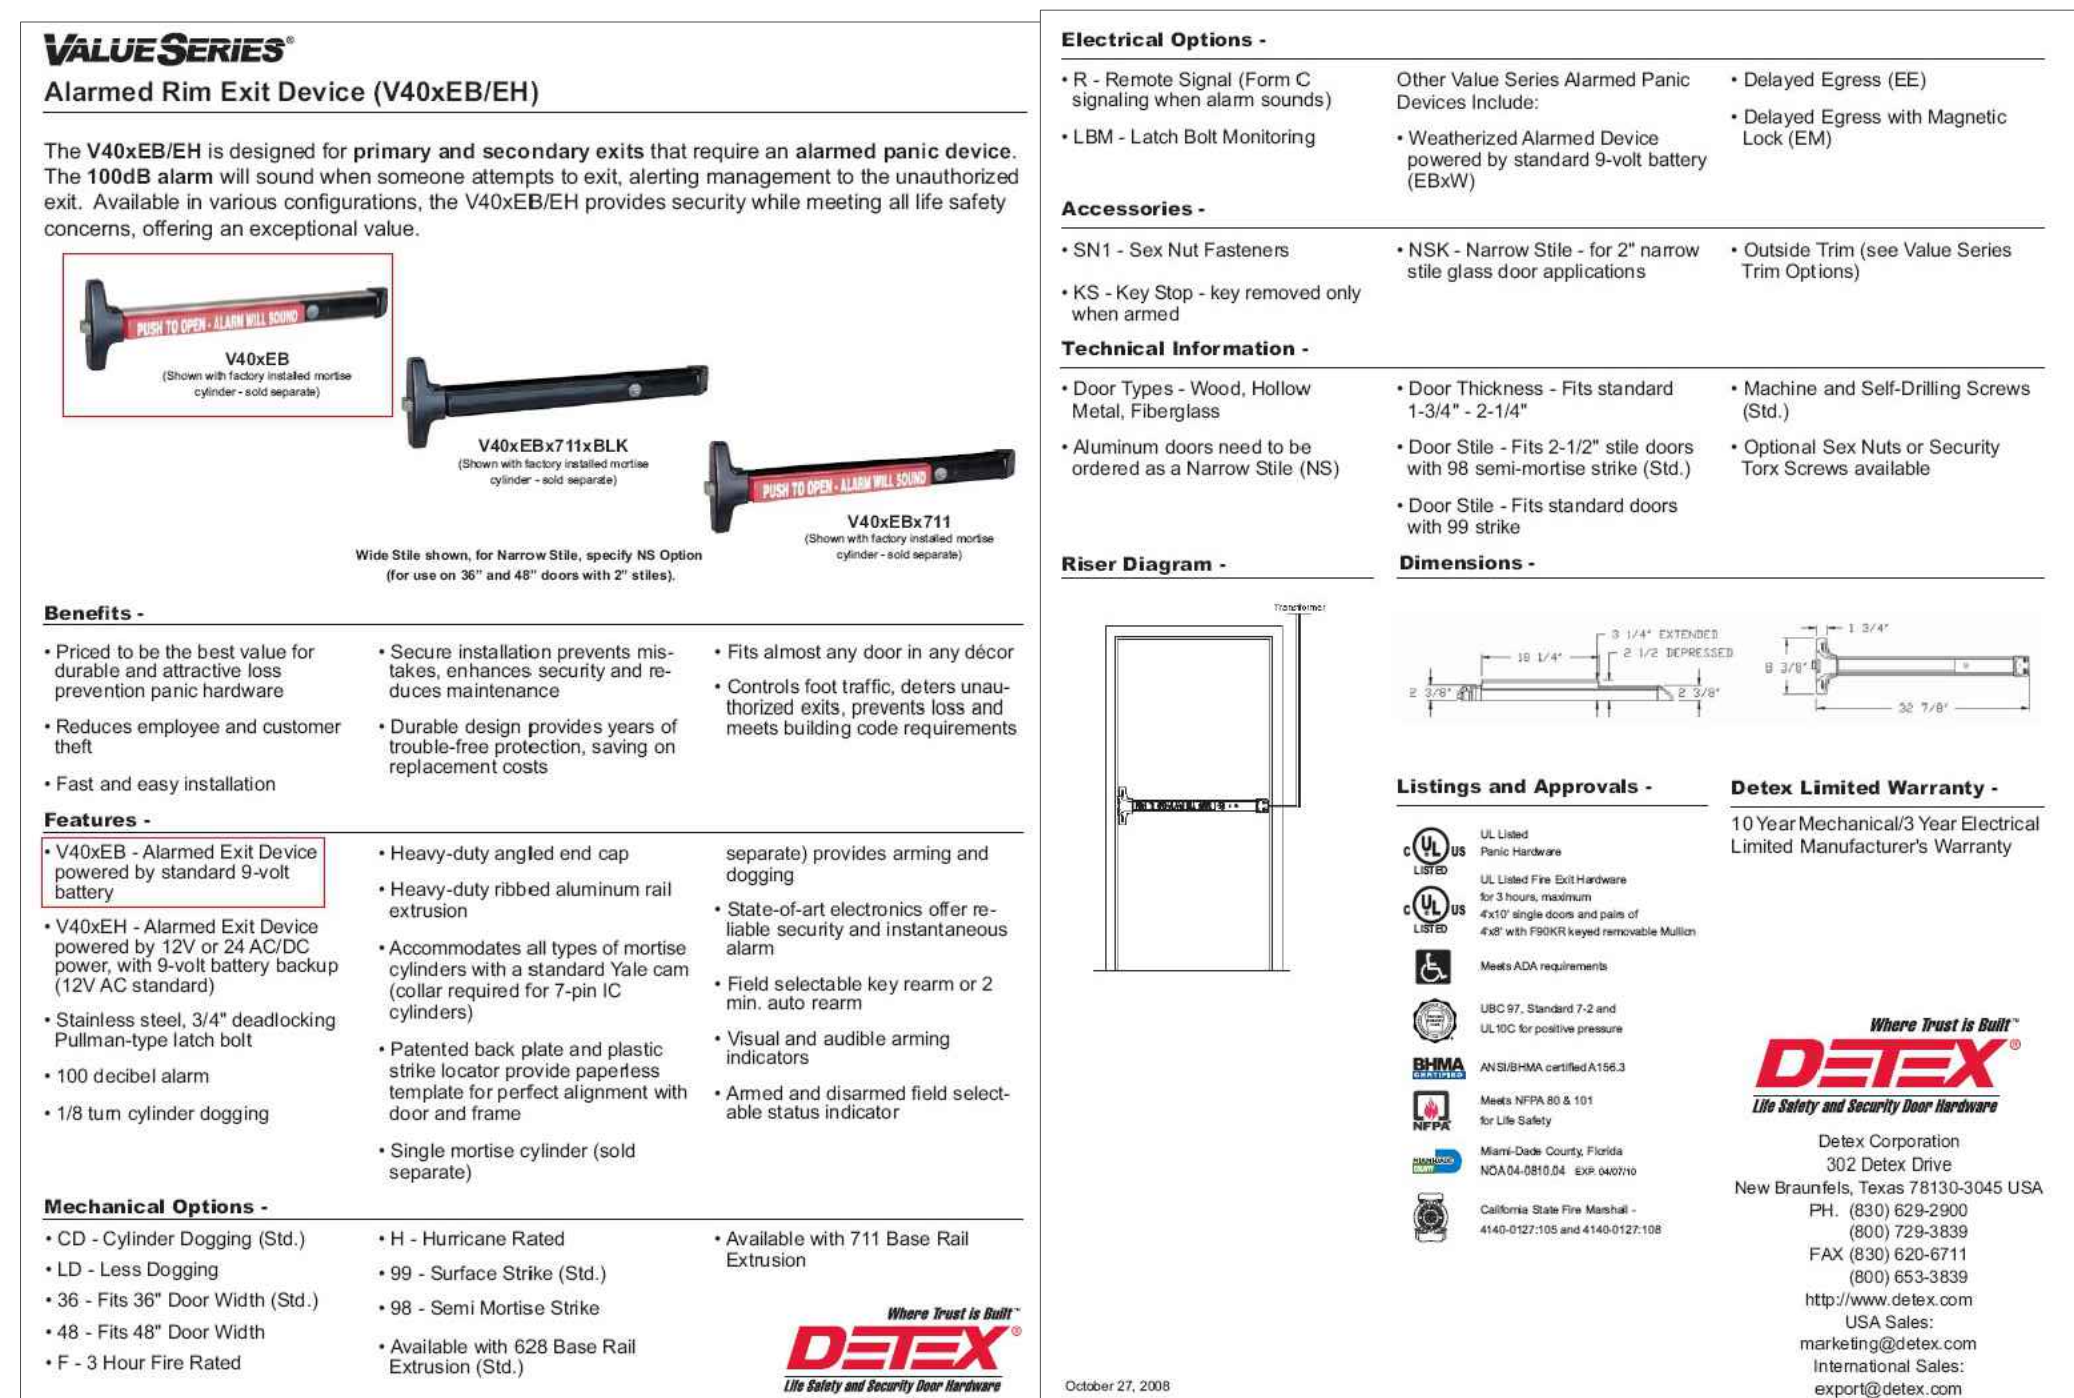 VALUESERIES®
Alarmed Rim Exit Device (V40xEB/EH)
The V40xEB/EH is designed for primary and secondary exits that require an alarmed panic device.
The 100dB alarm will sound when someone attempts to exit, alerting management to the unauthorized
exit. Available in various configurations, the V40xEB/EH provides security while meeting all life safety
concerns, offering an exceptional value.
PUSH TO OPEN - ALARM WILL SOUND
V40xEB
(Shown with factory installed mortise
cylinder - sold separate)
V40xEBx711xBLK
(Shown with factory installed mortise
cylinder - sold separate)
PUSH TO OPEN - ALARM WILL SOUND
V40xEBx711
(Shown with factory installed mortise
cylinder - sold separate)
Wide Stile shown, for Narrow Stile, specify NS Option
(for use on 36" and 48" doors with 2" stiles).
Benefits -
• Priced to be the best value for
durable and attractive loss
prevention panic hardware
• Reduces employee and customer
theft
• Fast and easy installation
• Secure installation prevents mis-
takes, enhances security and re-
duces maintenance
• Durable design provides years of
trouble-free protection, saving on
replacement costs
• Fits almost any door in any décor
• Controls foot traffic, deters unau-
thorized exits, prevents loss and
meets building code requirements
Features -
• V40xEB - Alarmed Exit Device
powered by standard 9-volt
battery
• V40xEH - Alarmed Exit Device
powered by 12V or 24 AC/DC
power, with 9-volt battery backup
(12V AC standard)
• Stainless steel, 3/4" deadlocking
Pullman-type latch bolt
• 100 decibel alarm
• 1/8 turn cylinder dogging
• Heavy-duty angled end cap
• Heavy-duty ribbed aluminum rail
extrusion
• Accommodates all types of mortise
cylinders with a standard Yale cam
(collar required for 7-pin IC
cylinders)
• Patented back plate and plastic
strike locator provide paperless
template for perfect alignment with
door and frame
• Single mortise cylinder (sold
separate)
separate) provides arming and
dogging
• State-of-art electronics offer re-
liable security and instantaneous
alarm
• Field selectable key rearm or 2
min. auto rearm
• Visual and audible arming
indicators
• Armed and disarmed field select-
able status indicator
Mechanical Options -
• CD - Cylinder Dogging (Std.)
• LD - Less Dogging
• 36 - Fits 36" Door Width (Std.)
• 48 - Fits 48" Door Width
• F - 3 Hour Fire Rated
• H - Hurricane Rated
• 99 - Surface Strike (Std.)
• 98 - Semi Mortise Strike
• Available with 628 Base Rail
Extrusion (Std.)
• Available with 711 Base Rail
Extrusion
Where Trust is Built™
DETEX®
Life Safety and Security Door Hardware
Electrical Options -
• R - Remote Signal (Form C
signaling when alarm sounds)
• LBM - Latch Bolt Monitoring
Other Value Series Alarmed Panic
Devices Include:
• Weatherized Alarmed Device
powered by standard 9-volt battery
(EBxW)
• Delayed Egress (EE)
• Delayed Egress with Magnetic
Lock (EM)
Accessories -
• SN1 - Sex Nut Fasteners
• KS - Key Stop - key removed only
when armed
• NSK - Narrow Stile - for 2" narrow
stile glass door applications
• Outside Trim (see Value Series
Trim Options)
Technical Information -
• Door Types - Wood, Hollow
Metal, Fiberglass
• Aluminum doors need to be
ordered as a Narrow Stile (NS)
• Door Thickness - Fits standard
1-3/4" - 2-1/4"
• Door Stile - Fits 2-1/2" stile doors
with 98 semi-mortise strike (Std.)
• Door Stile - Fits standard doors
with 99 strike
• Machine and Self-Drilling Screws
(Std.)
• Optional Sex Nuts or Security
Torx Screws available
Riser Diagram -
Transformer
Dimensions -
3 1/4" EXTENDED
2 1/2 DEPRESSED
18 1/4"
2 3/8"
2 3/8"
1 3/4"
8 3/8"
32 7/8"
Listings and Approvals -
C UL US LISTED
UL Listed
Panic Hardware
C UL US LISTED
UL Listed Fire Exit Hardware
for 3 hours, maximum
4'x10' single doors and pairs of
4'x8' with F90KR keyed removable Mullion
Meets ADA requirements
UBC 97, Standard 7-2 and
UL10C for positive pressure
BHMA
CERTIFIED
ANSI/BHMA certified A156.3
NFPA
Meets NFPA 80 & 101
for Life Safety
Miami-Dade County, Florida
NOA 04-0810.04 EXP. 04/07/10
California State Fire Marshall -
4140-0127:105 and 4140-0127:108
Detex Limited Warranty -
10 Year Mechanical/3 Year Electrical
Limited Manufacturer's Warranty
Where Trust is Built™
DETEX®
Life Safety and Security Door Hardware
Detex Corporation
302 Detex Drive
New Braunfels, Texas 78130-3045 USA
PH. (830) 629-2900
(800) 729-3839
FAX (830) 620-6711
(800) 653-3839
http://www.detex.com
USA Sales:
marketing@detex.com
International Sales:
export@detex.com
October 27, 2008